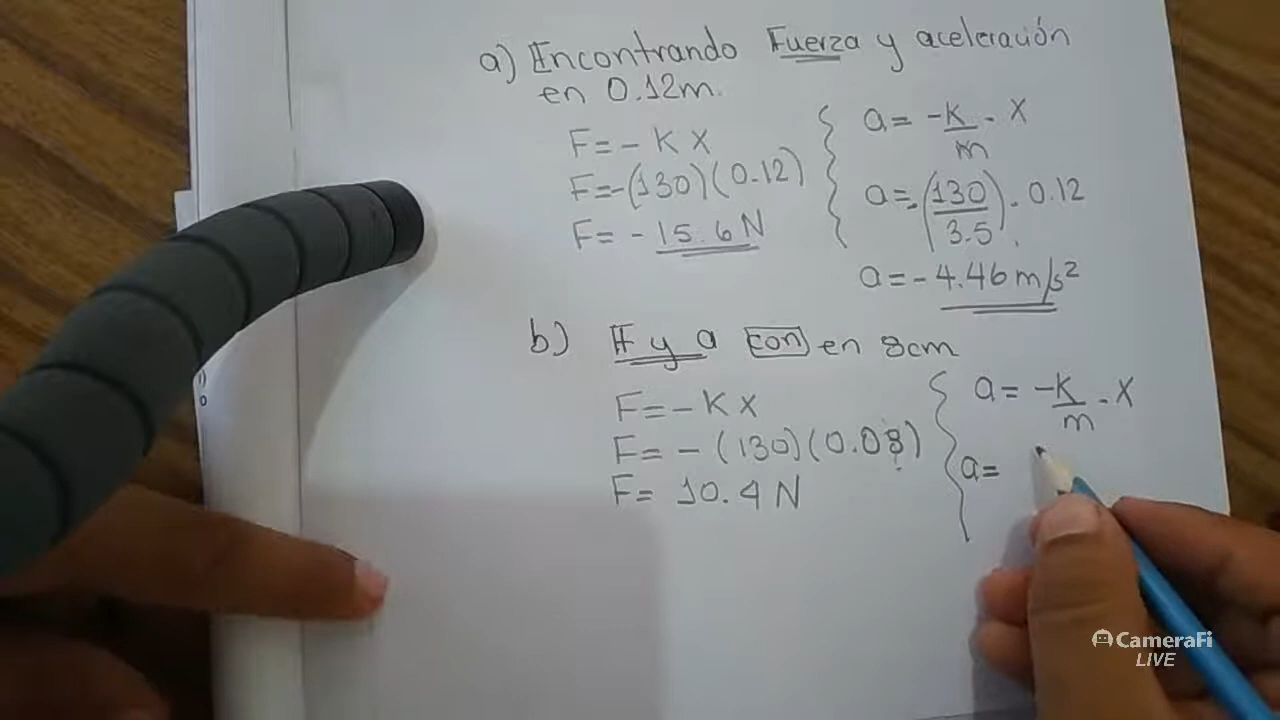 a) Encontrando Fuerza y aceleración
en 0.12m.
F = - K X
F = -(130)(0.12)
F = - 15.6 N
a = -K/m · X
a = -(130/3.5) · 0.12
a = - 4.46 m/s²
b) F y a con en 8cm
F = - K X
F = - (130)(0.08)
F = 10.4 N
a = -K/m · X
a =
CameraFi
LIVE